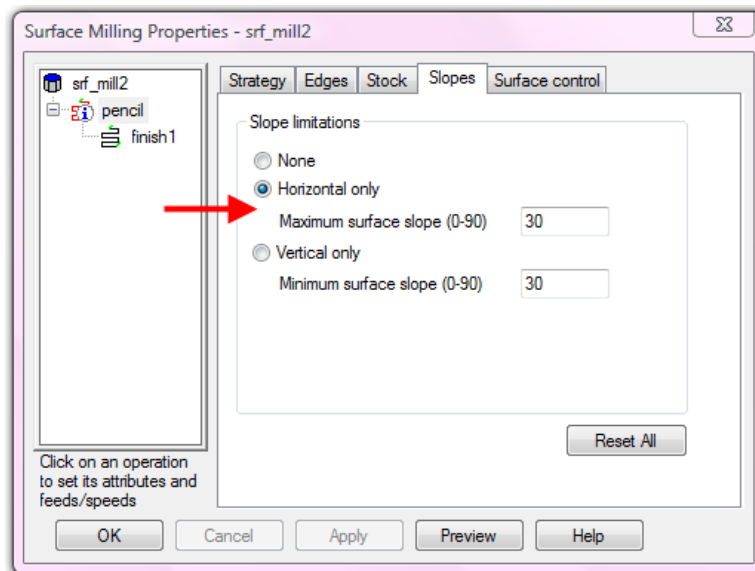 Surface Milling Properties - srf_mill2
srf_mill2
pencil
finish1
Click on an operation
to set its attributes and
feeds/speeds
Strategy Edges Stock Slopes Surface control
Slope limitations
None
Horizontal only
Maximum surface slope (0-90) 30
Vertical only
Minimum surface slope (0-90) 30
Reset All
OK Cancel Apply Preview Help